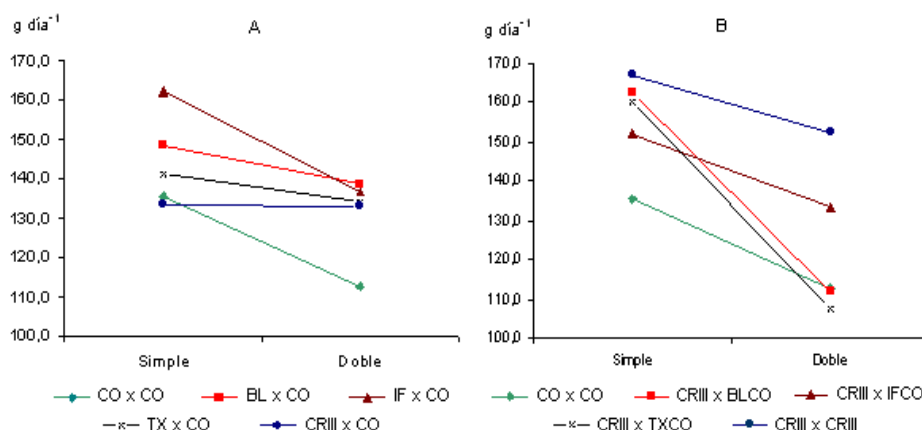 g día⁻¹
A
170,0
160,0
150,0
140,0
130,0
120,0
110,0
100,0
Simple Doble
CO x CO BL x CO IF x CO
TX x CO CRIII x CO
g día⁻¹
B
170,0
160,0
150,0
140,0
130,0
120,0
110,0
100,0
Simple Doble
CO x CO CRIII x BLCO CRIII x IFCO
CRIII x TXCO CRIII x CRIII